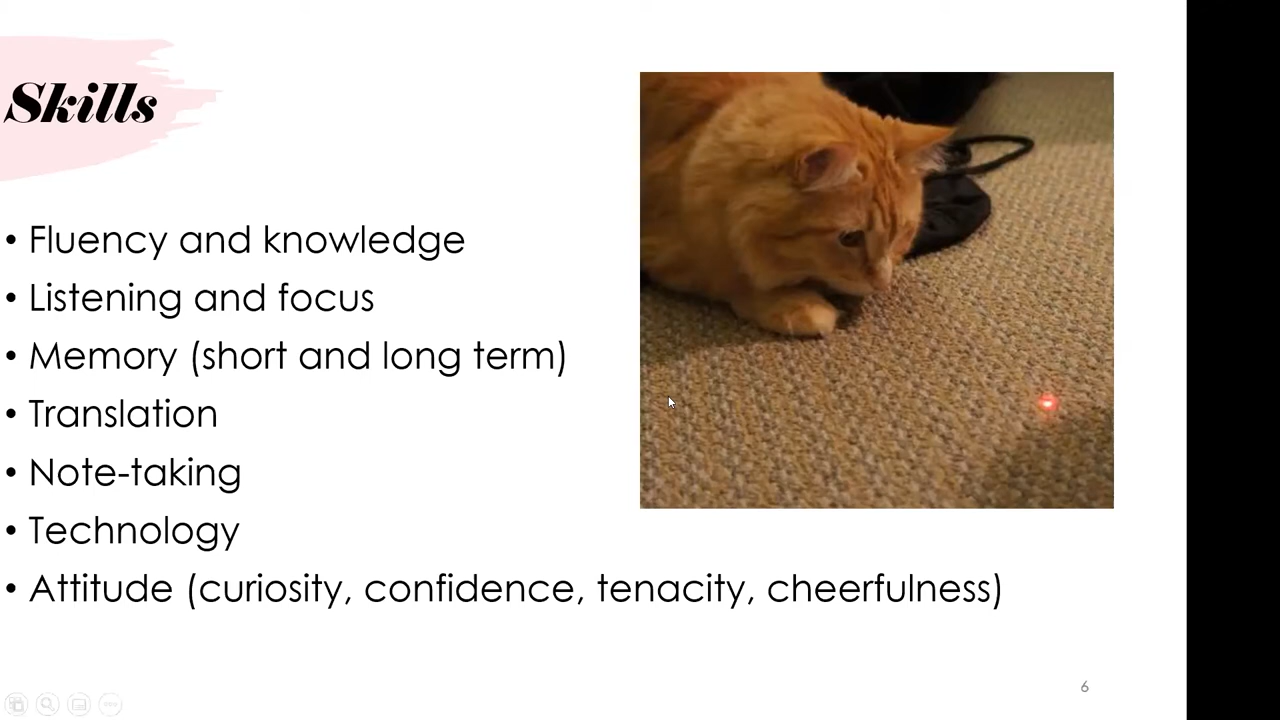 Skills
• Fluency and knowledge
• Listening and focus
• Memory (short and long term)
• Translation
• Note-taking
• Technology
• Attitude (curiosity, confidence, tenacity, cheerfulness)
6